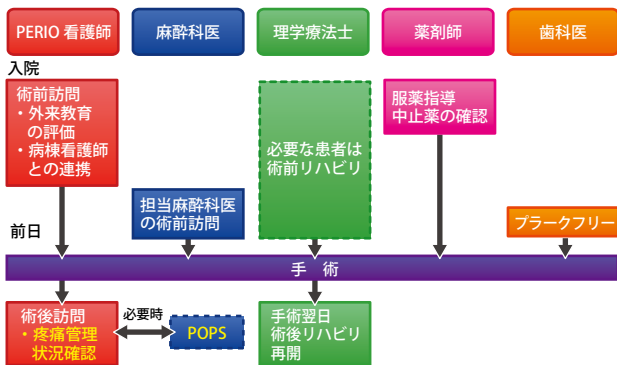 PERIO 看護師
麻酔科医
理学療法士
薬剤師
歯科医
入院
術前訪問
・外来教育
の評価
・病棟看護師
との連携
必要な患者は
術前リハビリ
服薬指導
中止薬の確認
担当麻酔科医
の術前訪問
前日
プラークフリー
手 術
術後訪問
・疼痛管理
状況確認
必要時
POPS
手術翌日
術後リハビリ
再開